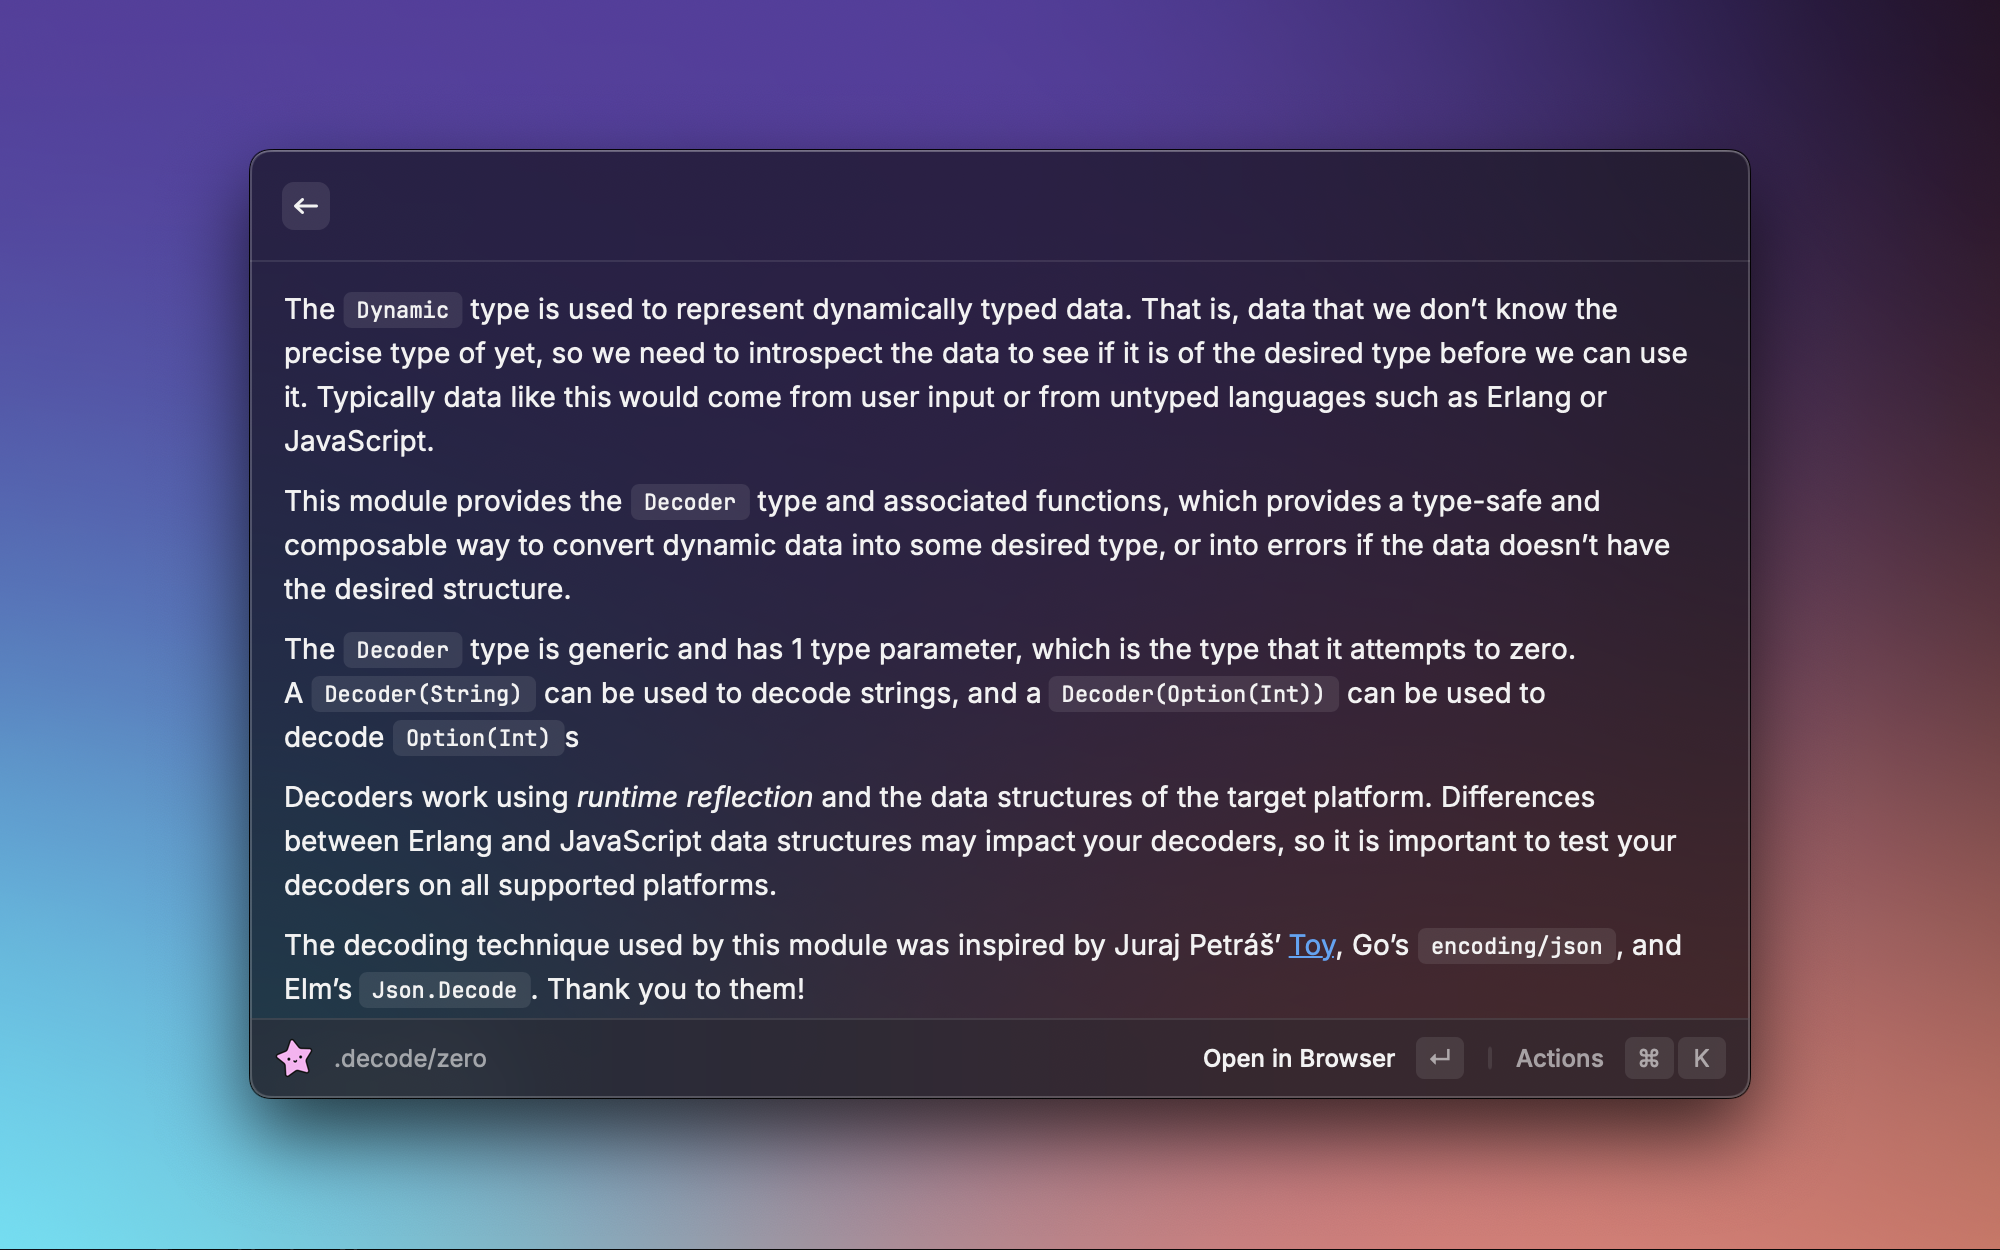 The Dynamic type is used to represent dynamically typed data. That is, data that we don’t know the
precise type of yet, so we need to introspect the data to see if it is of the desired type before we can use
it. Typically data like this would come from user input or from untyped languages such as Erlang or
JavaScript.
This module provides the Decoder type and associated functions, which provides a type-safe and
composable way to convert dynamic data into some desired type, or into errors if the data doesn’t have
the desired structure.
The Decoder type is generic and has 1 type parameter, which is the type that it attempts to zero.
A Decoder(String) can be used to decode strings, and a Decoder(Option(Int)) can be used to
decode Option(Int) s
Decoders work using runtime reflection and the data structures of the target platform. Differences
between Erlang and JavaScript data structures may impact your decoders, so it is important to test your
decoders on all supported platforms.
The decoding technique used by this module was inspired by Juraj Petráš’ Toy, Go’s encoding/json, and
Elm’s Json.Decode. Thank you to them!
.decode/zero Open in Browser ↵ Actions ⌘ K